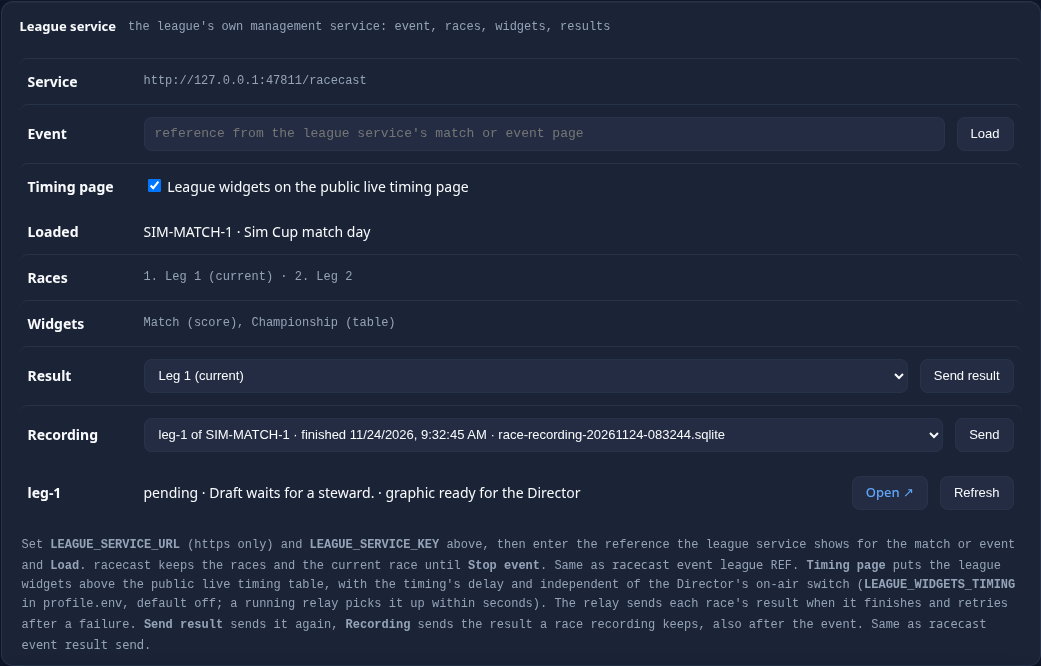 League service the league's own management service: event, races, widgets, results
Service http://127.0.0.1:47811/racecast
Event reference from the league service's match or event page Load
Timing page League widgets on the public live timing page
Loaded SIM-MATCH-1 · Sim Cup match day
Races 1. Leg 1 (current) · 2. Leg 2
Widgets Match (score), Championship (table)
Result Leg 1 (current) Send result
Recording leg-1 of SIM-MATCH-1 · finished 11/24/2026, 9:32:45 AM · race-recording-20261124-083244.sqlite Send
leg-1 pending · Draft waits for a steward. · graphic ready for the Director Open ↗ Refresh
Set LEAGUE_SERVICE_URL (https only) and LEAGUE_SERVICE_KEY above, then enter the reference the league service shows for the match or event
and Load. racecast keeps the races and the current race until Stop event. Same as racecast event league REF. Timing page puts the league
widgets above the public live timing table, with the timing's delay and independent of the Director's on-air switch (LEAGUE_WIDGETS_TIMING
in profile.env, default off; a running relay picks it up within seconds). The relay sends each race's result when it finishes and retries
after a failure. Send result sends it again, Recording sends the result a race recording keeps, also after the event. Same as racecast
event result send.